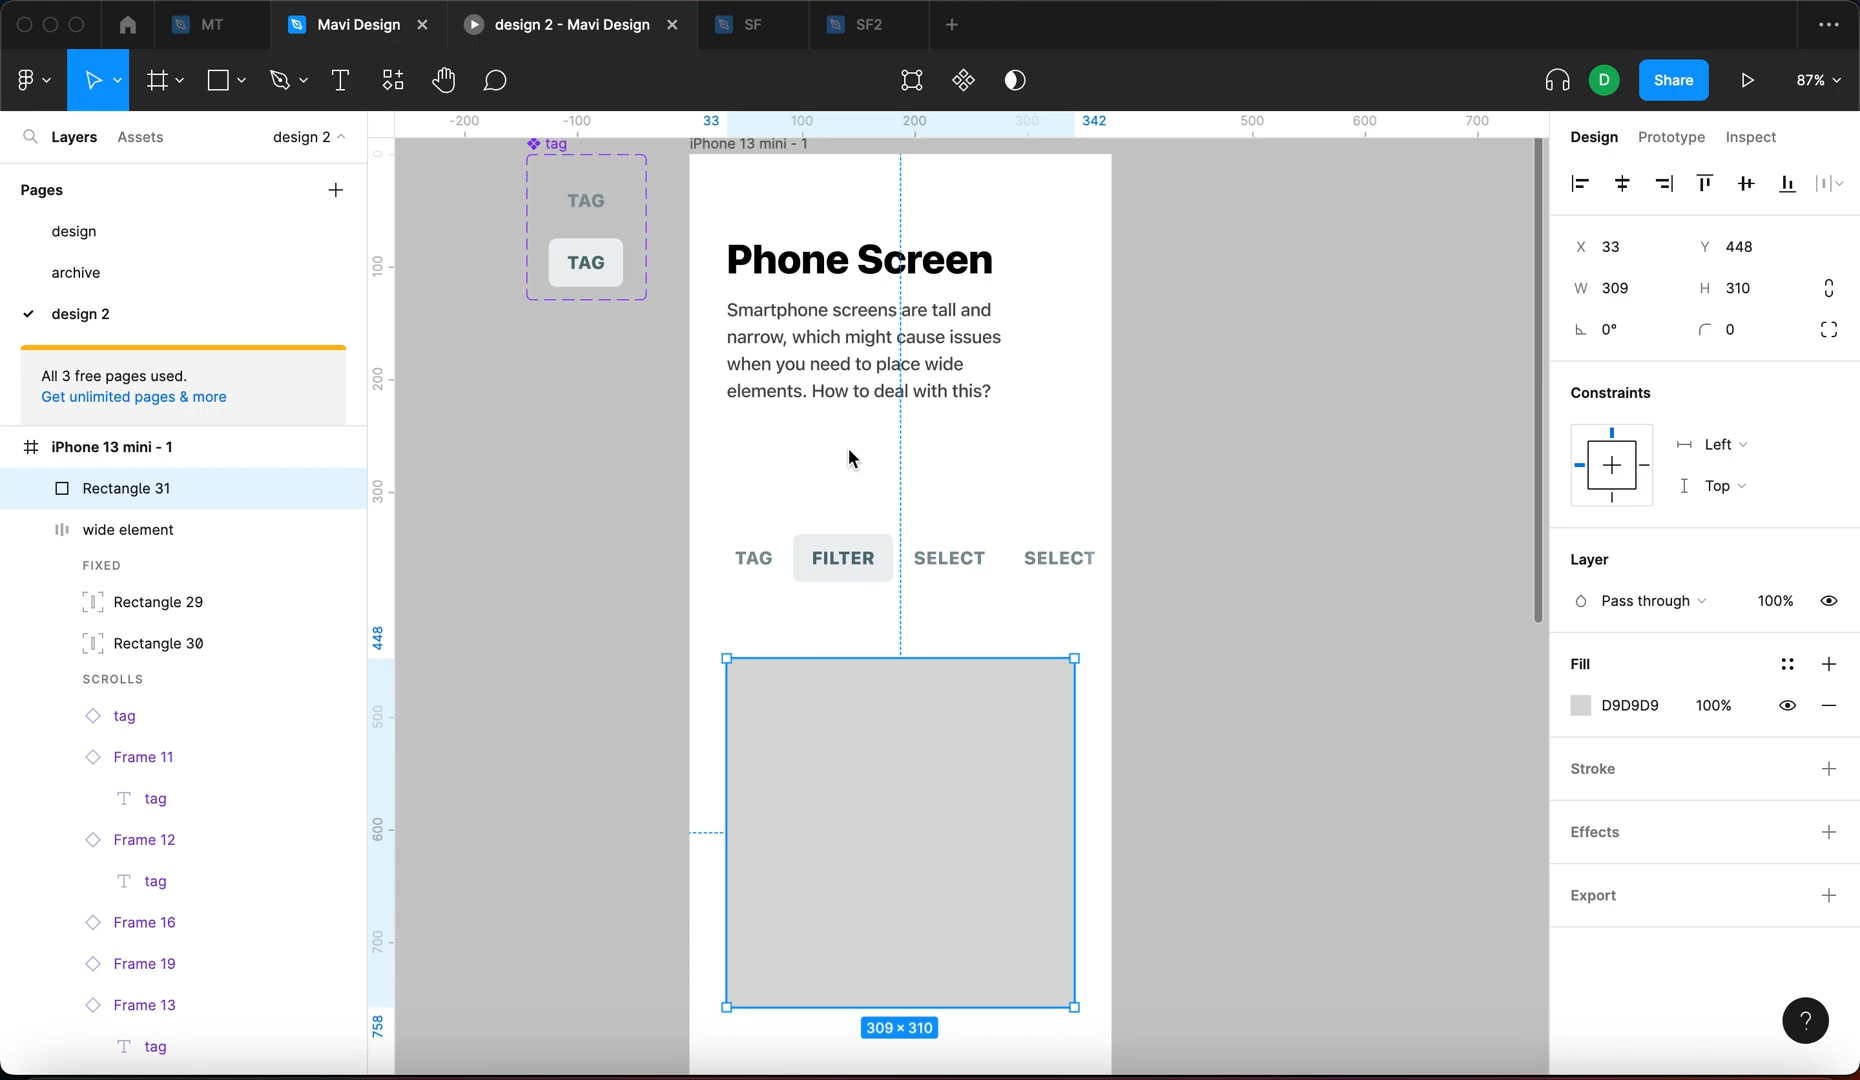 MT
Mavi Design
design 2 - Mavi Design
SF
SF2
D
Share
87%
Layers
Assets
design 2
Pages
design
archive
design 2
All 3 free pages used.
Get unlimited pages & more
iPhone 13 mini - 1
Rectangle 31
wide element
FIXED
Rectangle 29
Rectangle 30
SCROLLS
tag
Frame 11
tag
Frame 12
tag
Frame 16
Frame 19
Frame 13
tag
-200
-100
33
100
200
300
342
500
600
700
0
100
200
300
448
500
600
700
758
tag
TAG
TAG
iPhone 13 mini - 1
Phone Screen
Smartphone screens are tall and
narrow, which might cause issues
when you need to place wide
elements. How to deal with this?
TAG FILTER SELECT SELECT
309 × 310
Design
Prototype
Inspect
X 33
Y 448
W 309
H 310
0°
0
Constraints
Left
Top
Layer
Pass through
100%
Fill
D9D9D9
100%
Stroke
Effects
Export
?